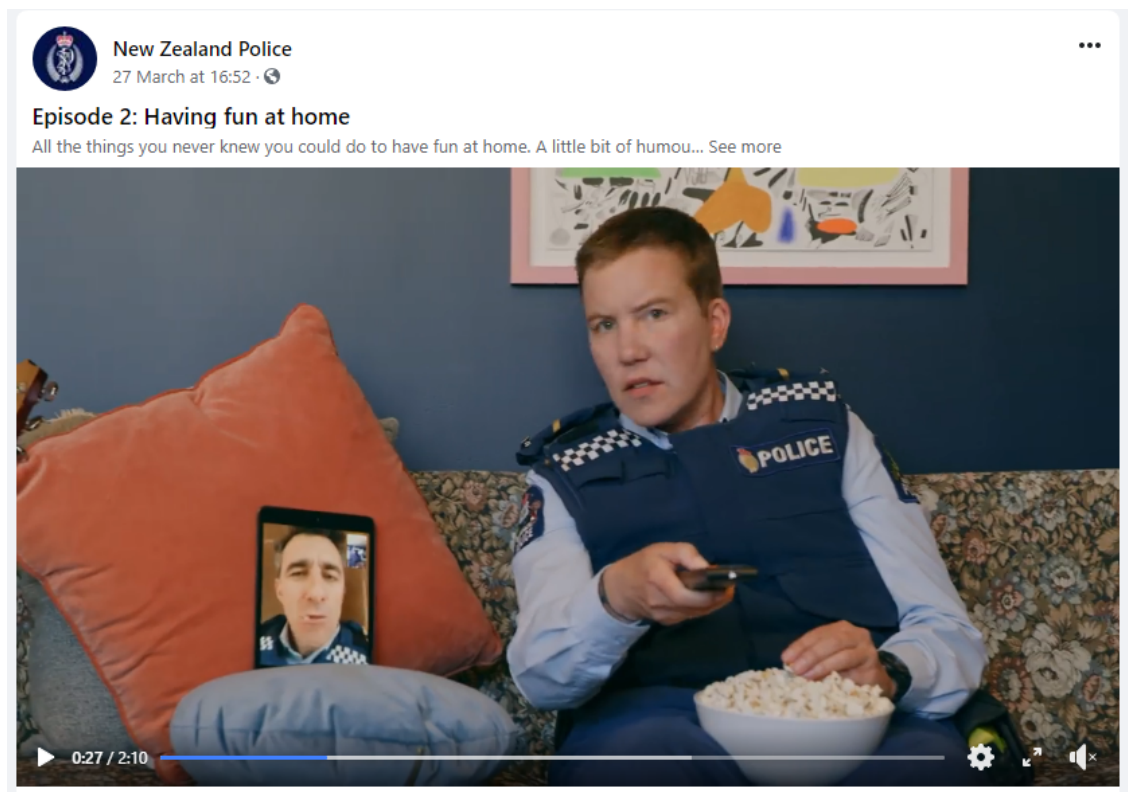 New Zealand Police
27 March at 16:52 ·
Episode 2: Having fun at home
All the things you never knew you could do to have fun at home. A little bit of humou... See more
POLICE
0:27 / 2:10